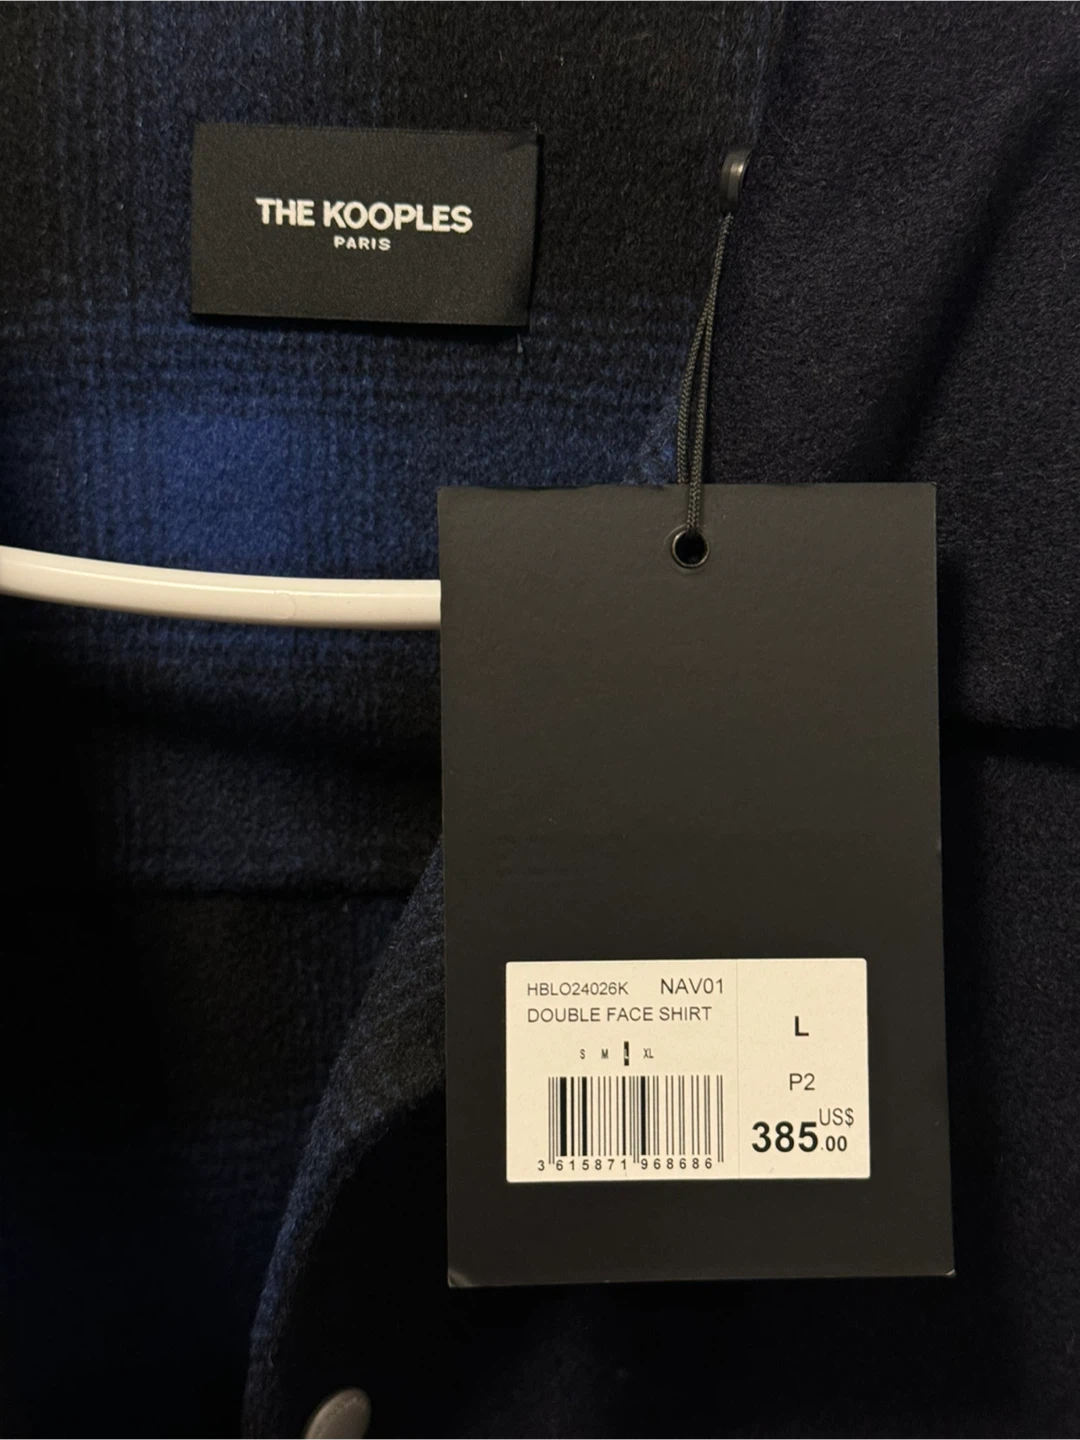 THE KOOPLES
PARIS
HBLO24026K NAV01
DOUBLE FACE SHIRT
S M L XL
3 615871 968686
L
P2
385.00 US$